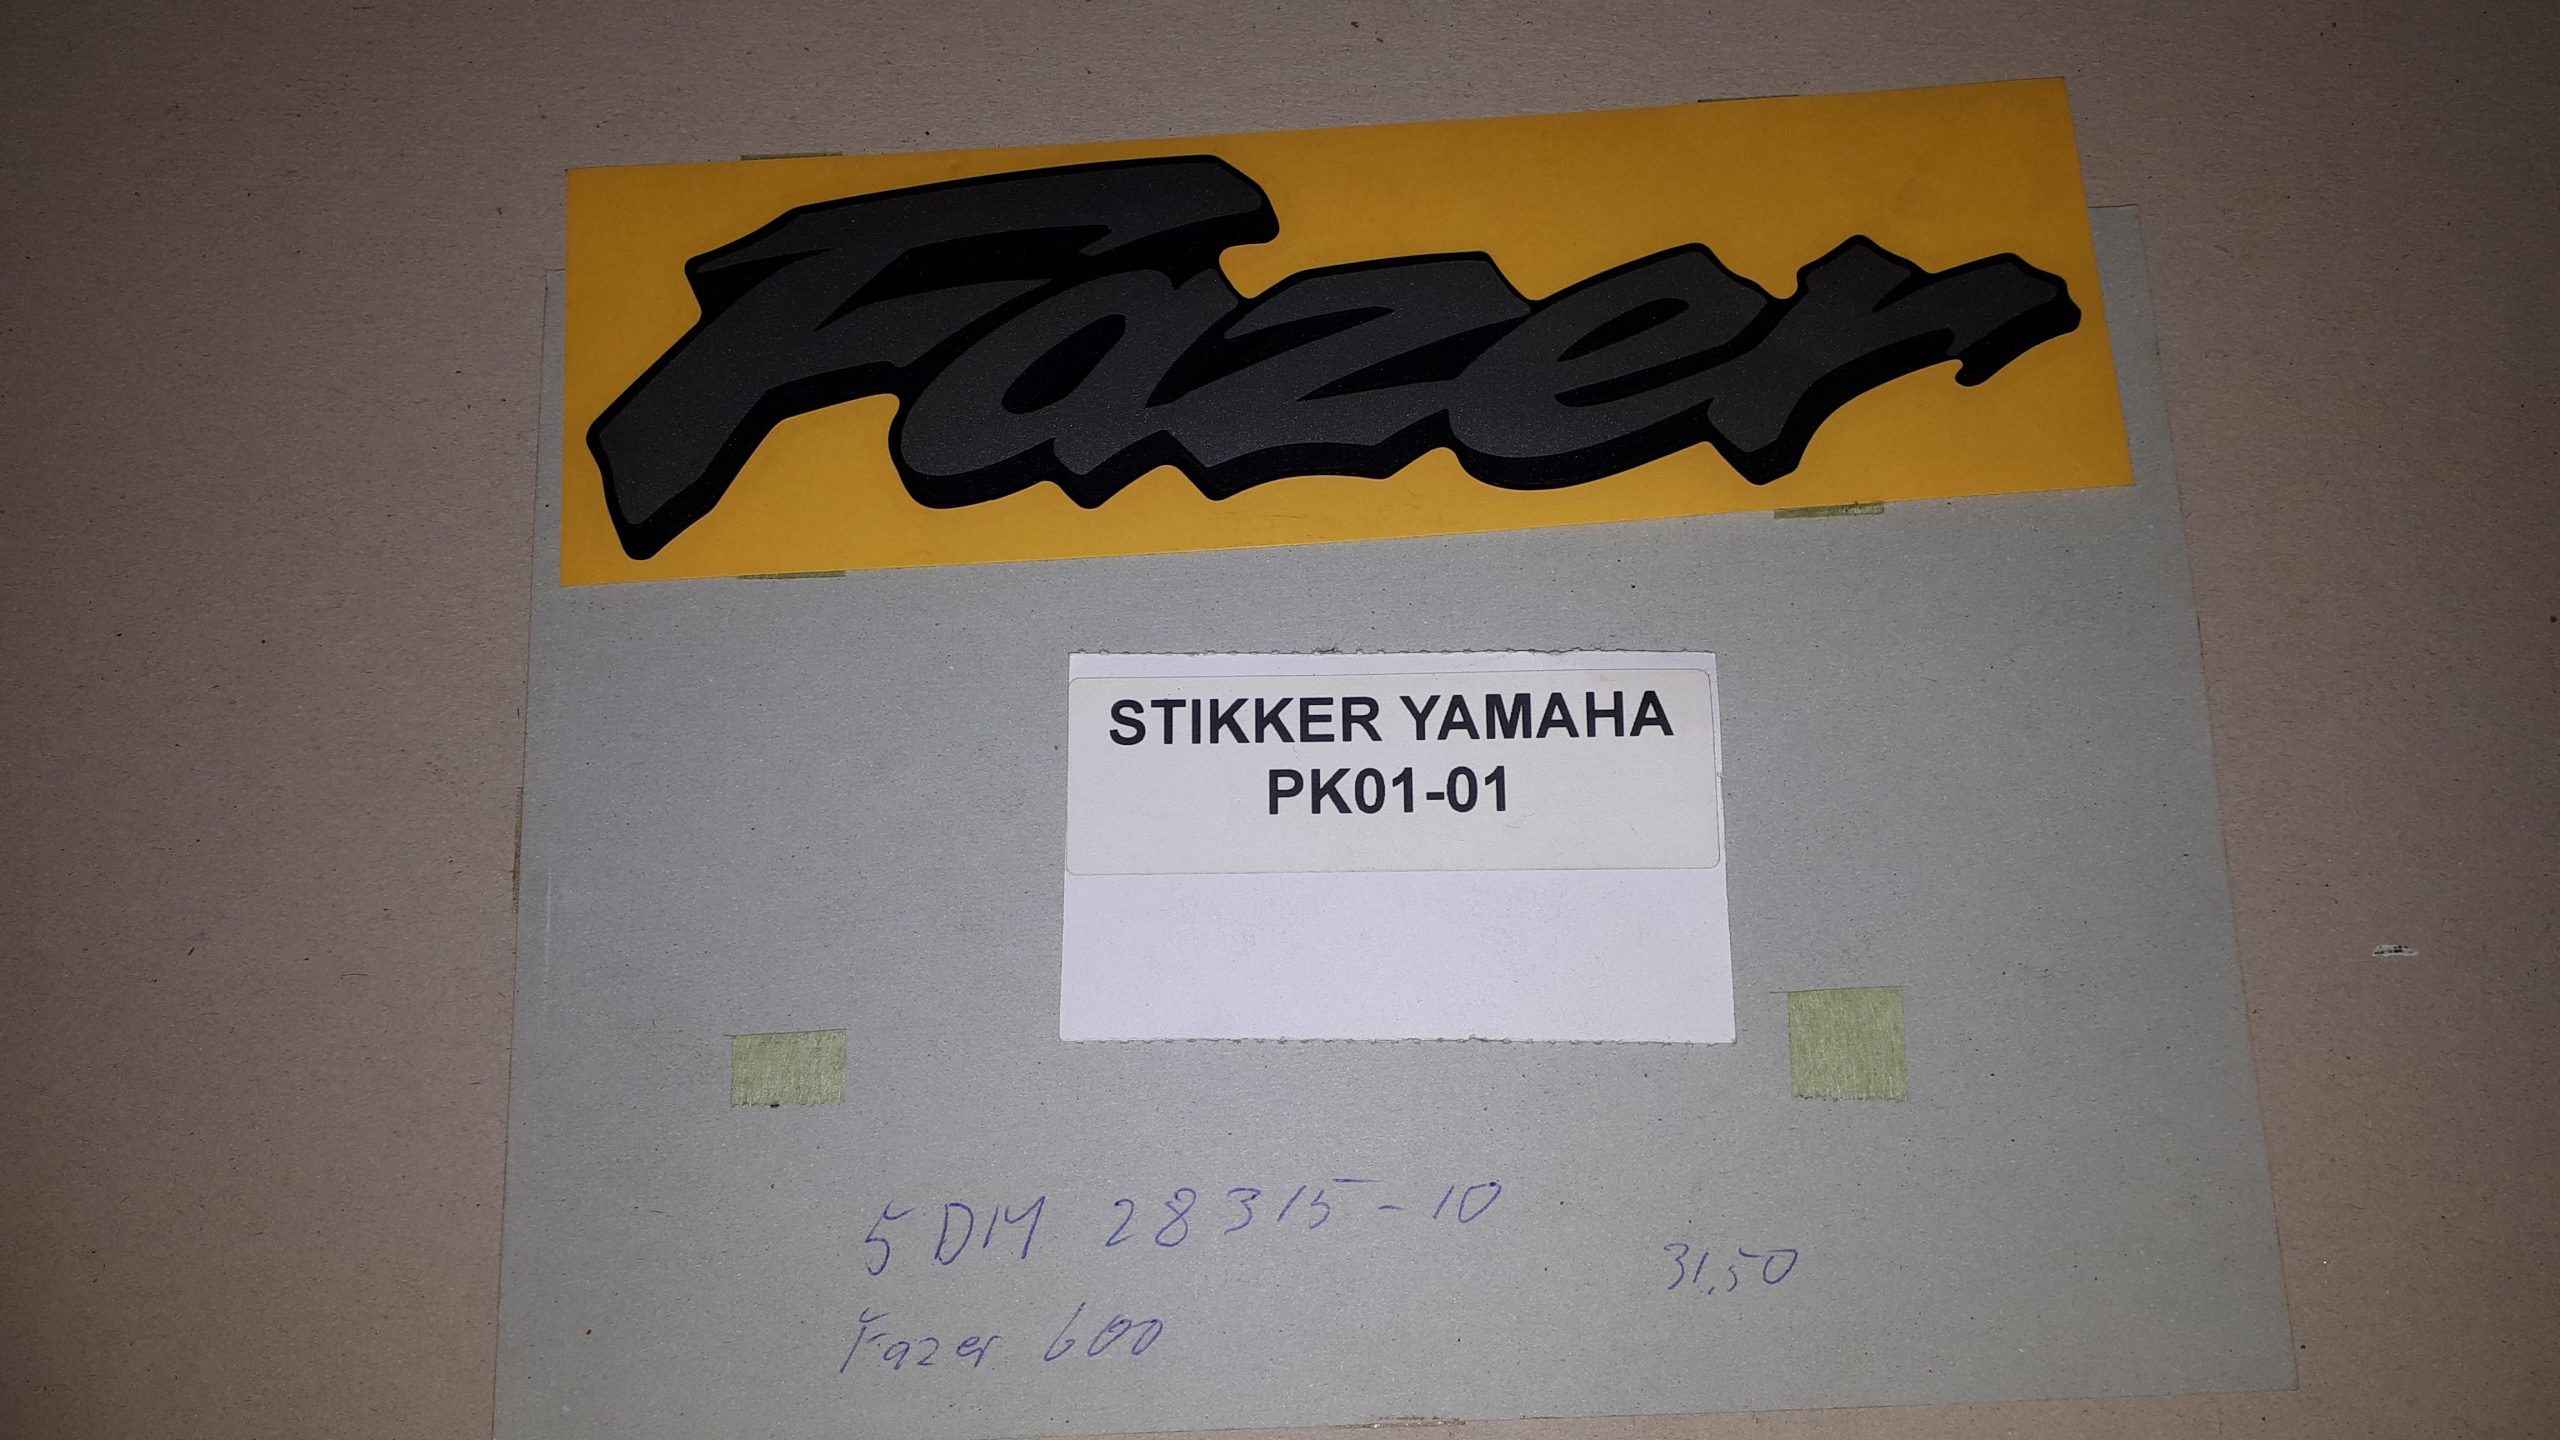 Fazer
STIKKER YAMAHA
PK01-01
5DM 28315-10
31,50
Fazer 600